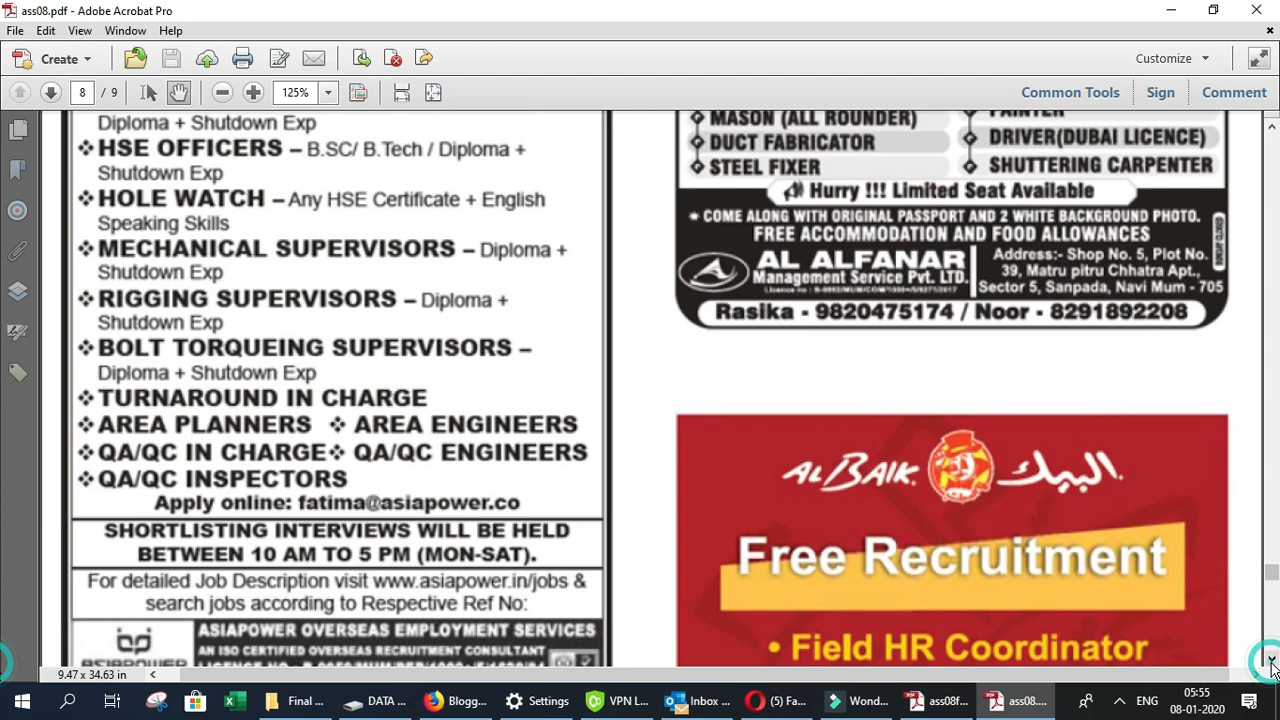 ass08.pdf - Adobe Acrobat Pro
File Edit View Window Help
Create
Customize
8 / 9
125%
Common Tools Sign Comment
Diploma + Shutdown Exp
❖HSE OFFICERS – B.SC/ B.Tech / Diploma +
Shutdown Exp
❖HOLE WATCH – Any HSE Certificate + English
Speaking Skills
❖MECHANICAL SUPERVISORS – Diploma +
Shutdown Exp
❖RIGGING SUPERVISORS – Diploma +
Shutdown Exp
❖BOLT TORQUEING SUPERVISORS –
Diploma + Shutdown Exp
❖TURNAROUND IN CHARGE
❖AREA PLANNERS ❖ AREA ENGINEERS
❖QA/QC IN CHARGE❖ QA/QC ENGINEERS
❖QA/QC INSPECTORS
Apply online: fatima@asiapower.co
SHORTLISTING INTERVIEWS WILL BE HELD
BETWEEN 10 AM TO 5 PM (MON-SAT).
For detailed Job Description visit www.asiapower.in/jobs &
search jobs according to Respective Ref No:
ASIAPOWER
ASIAPOWER OVERSEAS EMPLOYMENT SERVICES
AN ISO CERTIFIED OVERSEAS RECRUITMENT CONSULTANT
MASON (ALL ROUNDER)
PAINTER
DUCT FABRICATOR
DRIVER(DUBAI LICENCE)
STEEL FIXER
SHUTTERING CARPENTER
Hurry !!! Limited Seat Available
* COME ALONG WITH ORIGINAL PASSPORT AND 2 WHITE BACKGROUND PHOTO.
FREE ACCOMMODATION AND FOOD ALLOWANCES
AL ALFANAR
Management Service Pvt. LTD.
Address:- Shop No. 5, Plot No.
39, Matru pitru Chhatra Apt.,
Sector 5, Sanpada, Navi Mum - 705
Rasika - 9820475174 / Noor - 8291892208
ALBAIK. البيك
Free Recruitment
• Field HR Coordinator
9.47 x 34.63 in
Final ...
DATA ...
Blogg...
Settings
VPN L...
Inbox ...
(5) Fa...
Wond...
ass08f...
ass08....
ENG
05:55
08-01-2020